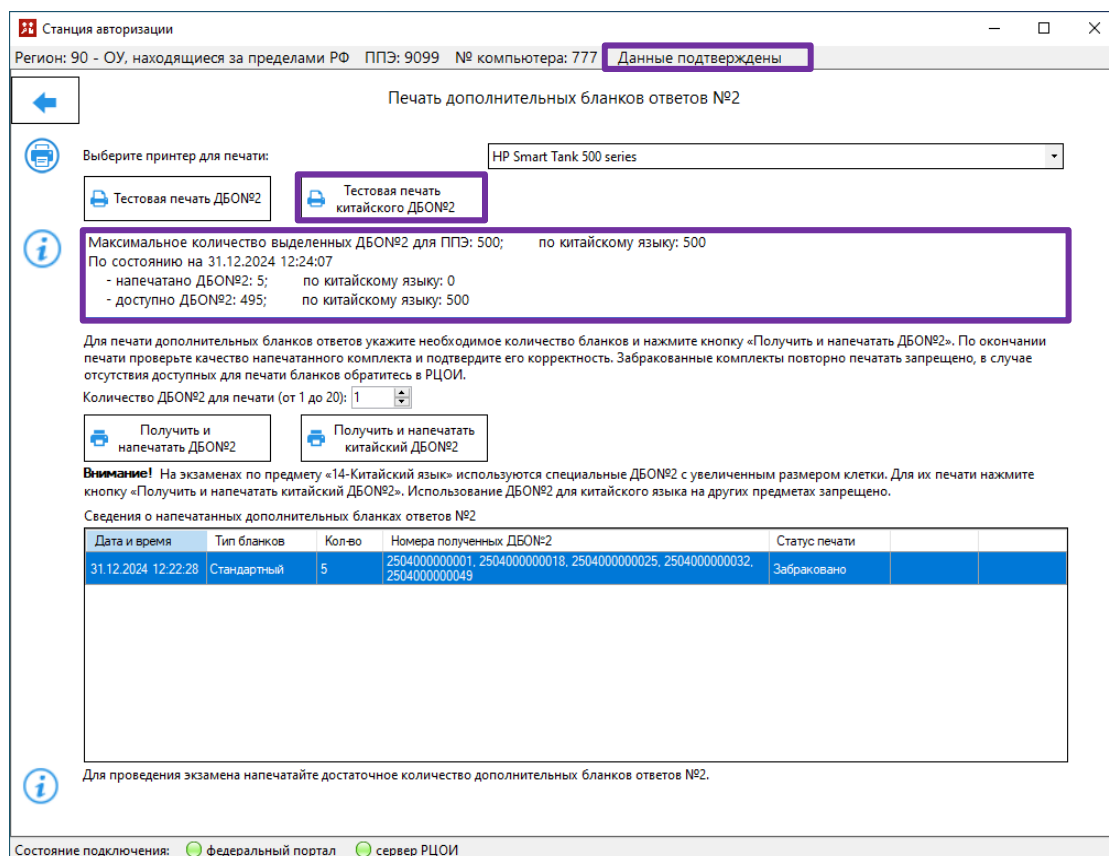 Станция авторизации
Регион: 90 - ОУ, находящиеся за пределами РФ ППЭ: 9099 № компьютера: 777 Данные подтверждены
Печать дополнительных бланков ответов №2
Выберите принтер для печати: HP Smart Tank 500 series
Тестовая печать ДБО№2
Тестовая печать
китайского ДБО№2
Максимальное количество выделенных ДБО№2 для ППЭ: 500; по китайскому языку: 500
По состоянию на 31.12.2024 12:24:07
- напечатано ДБО№2: 5; по китайскому языку: 0
- доступно ДБО№2: 495; по китайскому языку: 500
Для печати дополнительных бланков ответов укажите необходимое количество бланков и нажмите кнопку «Получить и напечатать ДБО№2». По окончании
печати проверьте качество напечатанного комплекта и подтвердите его корректность. Забракованные комплекты повторно печатать запрещено, в случае
отсутствия доступных для печати бланков обратитесь в РЦОИ.
Количество ДБО№2 для печати (от 1 до 20): 1
Получить и
напечатать ДБО№2
Получить и напечатать
китайский ДБО№2
Внимание! На экзаменах по предмету «14-Китайский язык» используются специальные ДБО№2 с увеличенным размером клетки. Для их печати нажмите
кнопку «Получить и напечатать китайский ДБО№2». Использование ДБО№2 для китайского языка на других предметах запрещено.
Сведения о напечатанных дополнительных бланках ответов №2
Дата и время Тип бланков Кол-во Номера полученных ДБО№2 Статус печати
31.12.2024 12:22:28 Стандартный 5 2504000000001, 2504000000018, 2504000000025, 2504000000032, Забраковано
2504000000049
Для проведения экзамена напечатайте достаточное количество дополнительных бланков ответов №2.
Состояние подключения: федеральный портал сервер РЦОИ